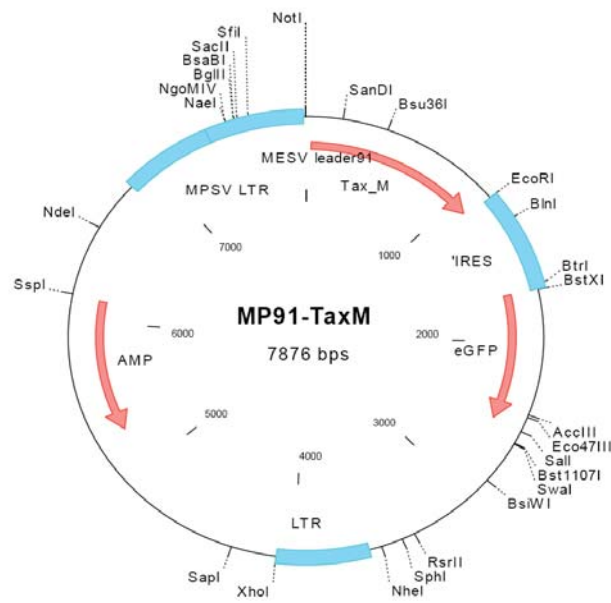 NotI
SfiI
SacII
BsaBI
BglII
NgoMIV
NaeI
SanDI
Bsu36I
MESV leader91
Tax_M
MPSV LTR
EcoRI
BlnI
NdeI
7000
1000
'IRES
BtrI
BstXI
SspI
MP91-TaxM
7876 bps
6000
2000
eGFP
AMP
5000
3000
AccIII
Eco47III
SalI
Bst1107I
SwaI
BsiWI
4000
LTR
RsrII
SphI
NheI
SapI
XhoI